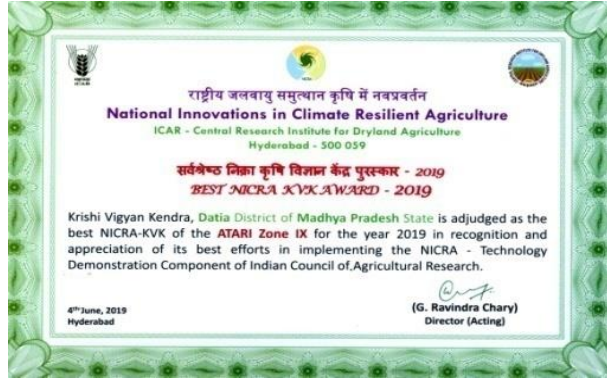 राष्ट्रीय जलवायु समुत्थान कृषि में नवप्रवर्तन
National Innovations in Climate Resilient Agriculture
ICAR - Central Research Institute for Dryland Agriculture
Hyderabad - 500 059
सर्वश्रेष्ठ निक्रा कृषि विज्ञान केंद्र पुरस्कार - 2019
BEST NICRA KVK AWARD - 2019
Krishi Vigyan Kendra, Datia District of Madhya Pradesh State is adjudged as the
best NICRA-KVK of the ATARI Zone IX for the year 2019 in recognition and
appreciation of its best efforts in implementing the NICRA - Technology
Demonstration Component of Indian Council of Agricultural Research.
4th June, 2019
Hyderabad
(G. Ravindra Chary)
Director (Acting)